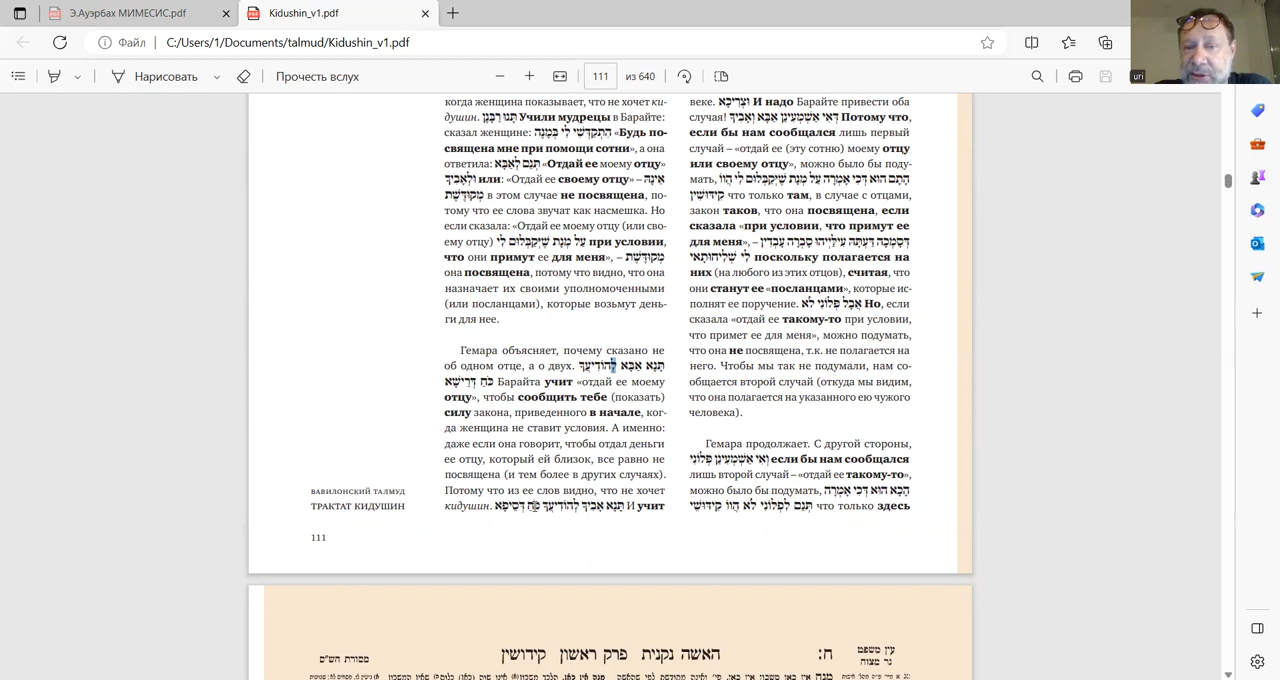 Э.Ауэрбах МИМЕСИС.pdf
Kidushin_v1.pdf
Файл
C:/Users/1/Documents/talmud/Kidushin_v1.pdf
uri
Нарисовать
Прочесть вслух
111
из 640
когда женщина показывает, что не хочет ки-
душин. תָּנוּ רַבָּנַן Учили мудрецы в Барайте:
сказал женщине: הִתְקַדְּשִׁי לִי בְּמָנֶה «Будь по-
священа мне при помощи сотни», а она
ответила: תְּנֵם לְאַבָּא «Отдай ее моему отцу»
וּלְאָבִיךָ или: «Отдай ее своему отцу» – אֵינָהּ
מְקוּדֶּשֶׁת в этом случае не посвящена, по-
тому что ее слова звучат как насмешка. Но
если сказала: «Отдай ее моему отцу (или сво-
ему отцу) עַל מְנָת שֶׁיְּקַבְּלוּם לִי при условии,
что они примут ее для меня», – מְקוּדֶּשֶׁת
она посвящена, потому что видно, что она
назначает их своими уполномоченными
(или посланцами), которые возьмут день-
ги для нее.
Гемара объясняет, почему сказано не
об одном отце, а о двух. תָּנָא אַבָּא לְהוֹדִיעֲךָ
כֹּחַ דְּרֵישָׁא Барайта учит «отдай ее моему
отцу», чтобы сообщить тебе (показать)
силу закона, приведенного в начале, ког-
да женщина не ставит условия. А именно:
даже если она говорит, чтобы отдал деньги
ее отцу, который ей близок, все равно не
посвящена (и тем более в других случаях).
Потому что из ее слов видно, что не хочет
кидушин. תָּנָא אָבִיךָ לְהוֹדִיעֲךָ כֹּחַ דְּסֵיפָא И учит
веке. וּצְרִיכָא И надо Барайте привести оба
случая! דְּאִי אַשְׁמְעִינַן אַבָּא וְאָבִיךָ Потому что,
если бы нам сообщался лишь первый
случай – «отдай ее (эту сотню) моему отцу
или своему отцу», можно было бы поду-
мать, הָתָם הוּא דְּכִי אָמְרָה עַל מְנָת שֶׁיְּקַבְּלוּם לִי הָווּ
קִידּוּשִׁין что только там, в случае с отцами,
закон таков, что она посвящена, если
сказала «при условии, что примут ее
для меня», – דְּסָמְכָה דַּעְתָּהּ עִילָּוַיְהוּ סָבְרָה עָבְדִין
לִי שְׁלִיחוּתַאי поскольку полагается на
них (на любого из этих отцов), считая, что
они станут ее «посланцами», которые ис-
полнят ее поручение. אֲבָל פְּלוֹנִי לֹא Но, если
сказала «отдай ее такому-то при условии,
что примет ее для меня», можно подумать,
что она не посвящена, т.к. не полагается на
него. Чтобы мы так не подумали, нам со-
общается второй случай (откуда мы видим,
что она полагается на указанного ею чужого
человека).
Гемара продолжает. С другой стороны,
וְאִי אַשְׁמְעִינַן פְּלוֹנִי если бы нам сообщался
лишь второй случай – «отдай ее такому-то»,
можно было бы подумать, הָכָא הוּא דְּכִי אָמְרָה
תְּנֵם לִפְלוֹנִי לֹא הָווּ קִידּוּשֵׁי что только здесь
ВАВИЛОНСКИЙ ТАЛМУД
ТРАКТАТ КИДУШИН
111
עין משפט
נר מצוה
ח:
האשה נקנית פרק ראשון קידושין
מסורת הש״ס